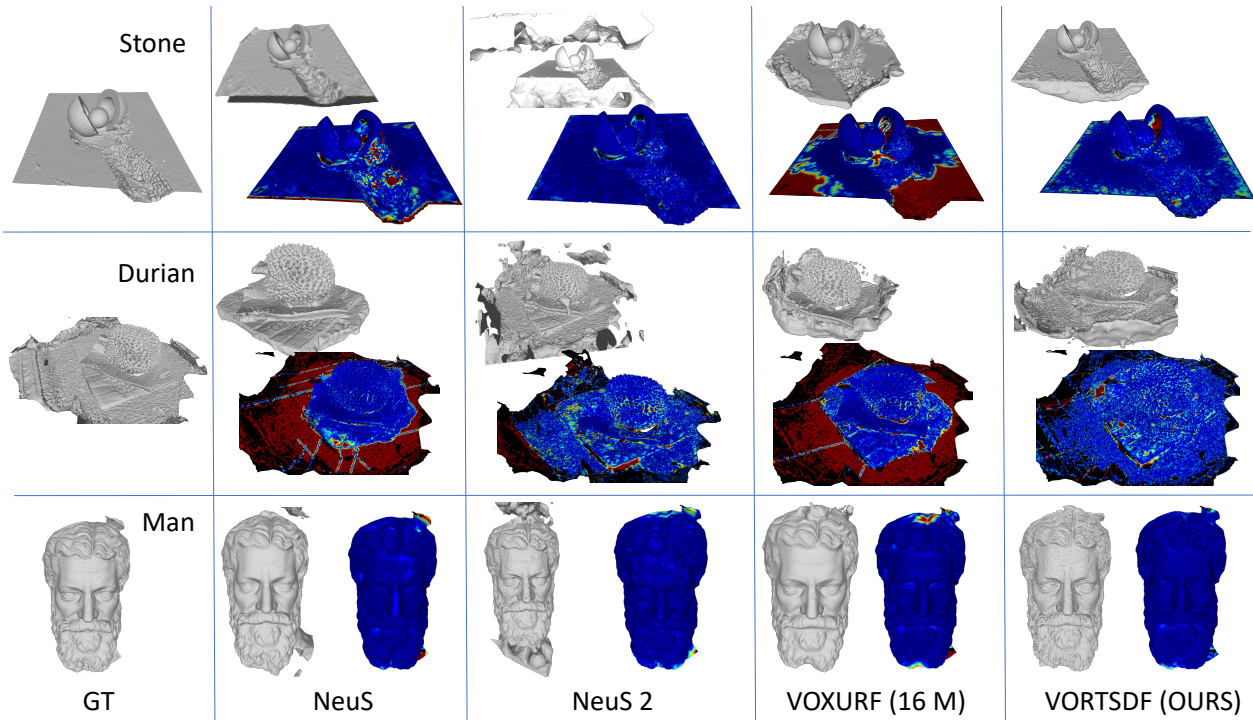 Stone
Durian
Man
GT
NeuS
NeuS 2
VOXURF (16 M)
VORTSDF (OURS)